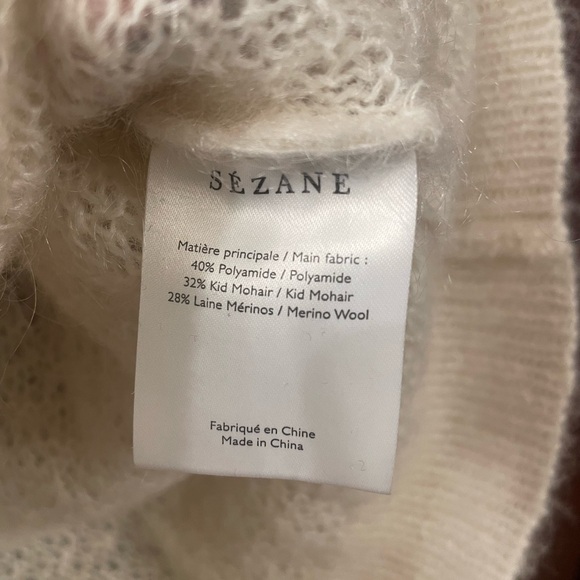 SÉZANE
Matière principale / Main fabric :
40% Polyamide / Polyamide
32% Kid Mohair / Kid Mohair
28% Laine Mérinos / Merino Wool
Fabriqué en Chine
Made in China